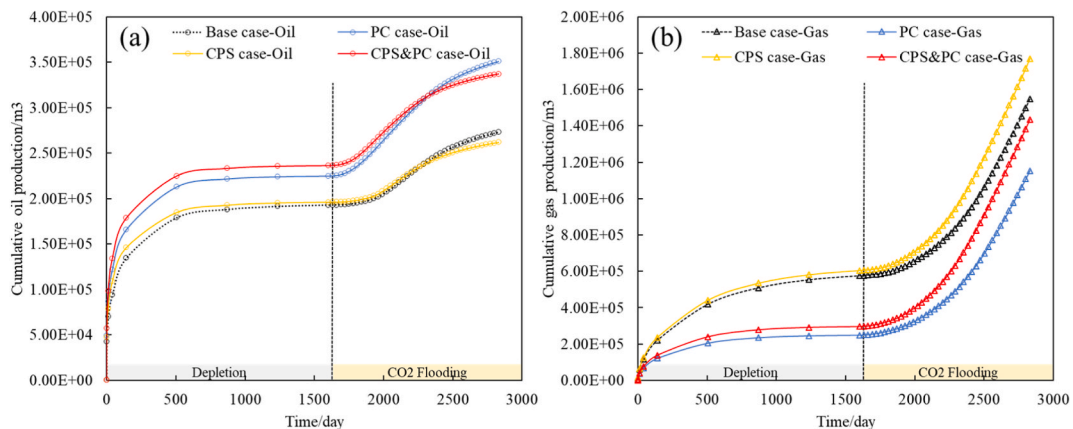 (a)
Base case-Oil
PC case-Oil
CPS case-Oil
CPS&PC case-Oil
Cumulative oil production/m3
4.00E+05
3.50E+05
3.00E+05
2.50E+05
2.00E+05
1.50E+05
1.00E+05
5.00E+04
0.00E+00
Depletion
CO2 Flooding
0
500
1000
1500
2000
2500
3000
Time/day
(b)
Base case-Gas
PC case-Gas
CPS case-Gas
CPS&PC case-Gas
Cumulative gas production/m3
2.00E+06
1.80E+06
1.60E+06
1.40E+06
1.20E+06
1.00E+06
8.00E+05
6.00E+05
4.00E+05
2.00E+05
0.00E+00
Depletion
CO2 Flooding
0
500
1000
1500
2000
2500
3000
Time/day